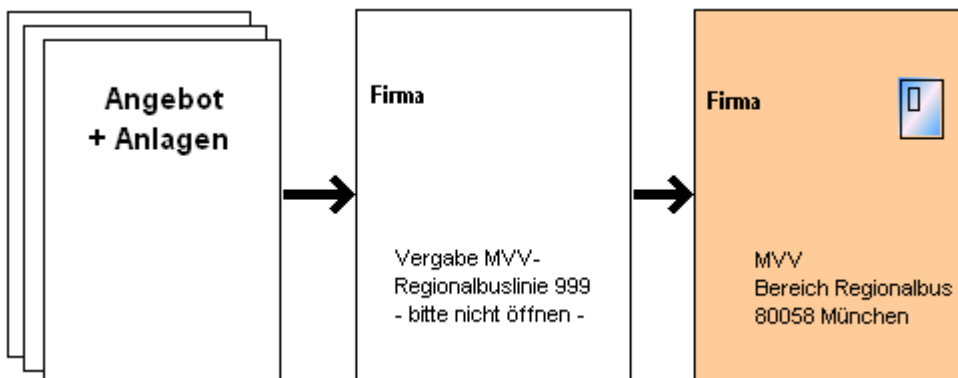 Angebot
+ Anlagen
Firma
Vergabe MVV-
Regionalbuslinie 999
- bitte nicht öffnen -
Firma
MVV
Bereich Regionalbus
80058 München